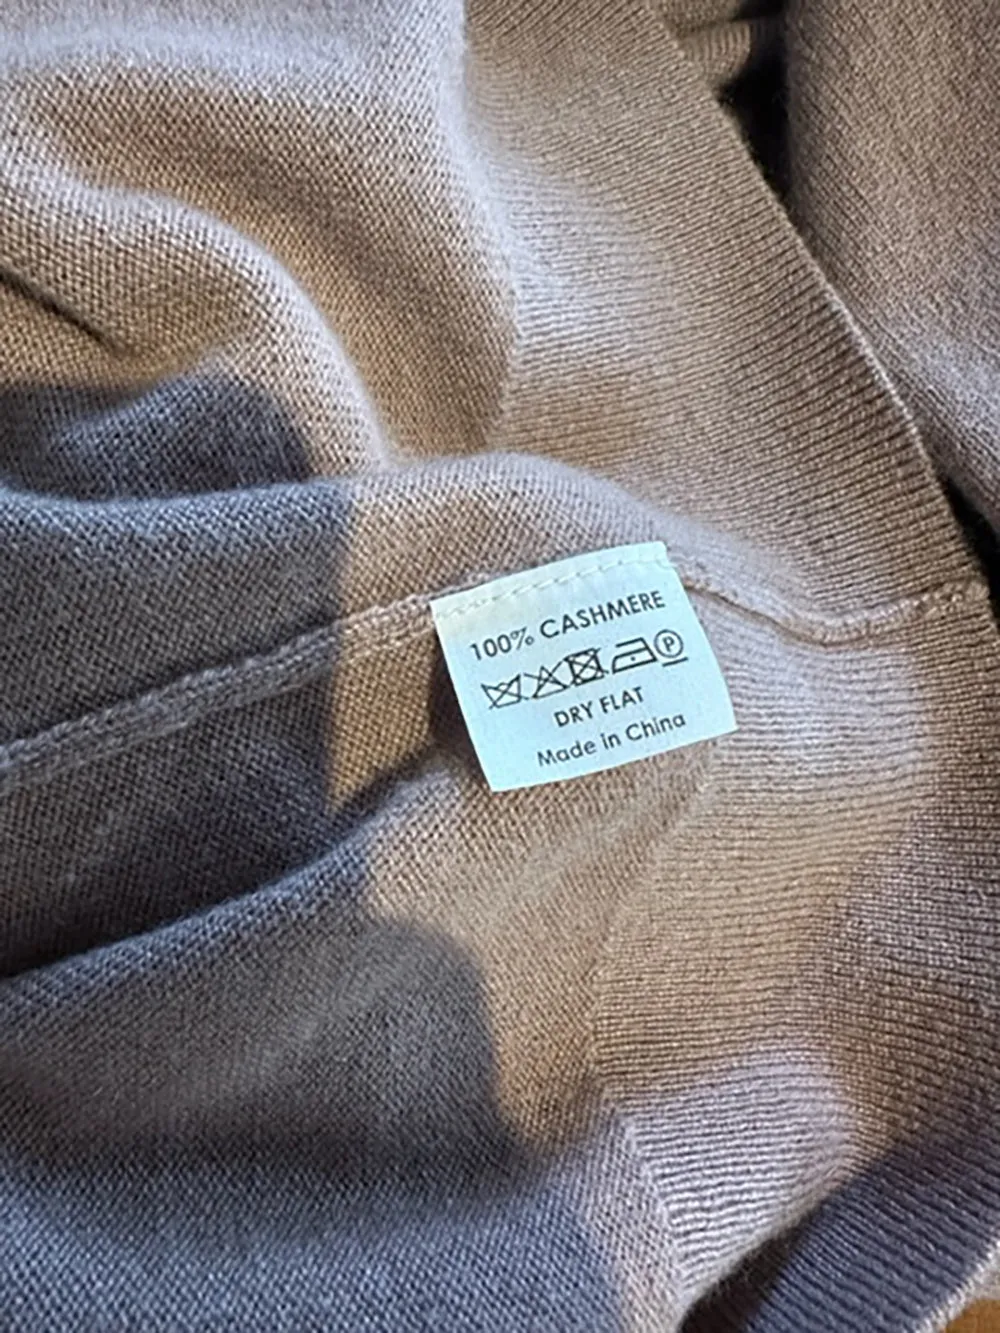 100% CASHMERE
P
DRY FLAT
Made in China